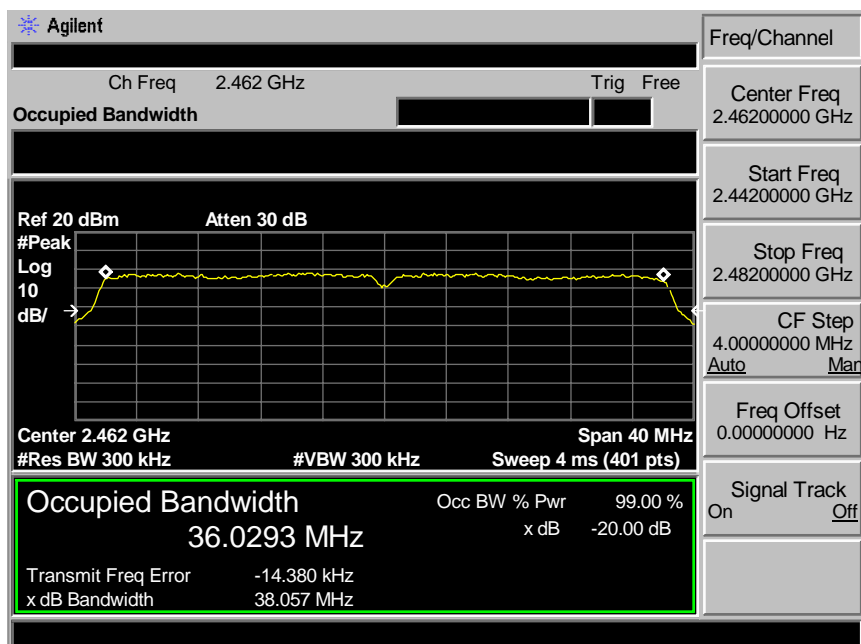 Agilent
Freq/Channel
Ch Freq 2.462 GHz Trig Free
Occupied Bandwidth
Center Freq
2.46200000 GHz
Start Freq
2.44200000 GHz
Stop Freq
2.48200000 GHz
CF Step
4.00000000 MHz
Auto Man
Freq Offset
0.00000000 Hz
Signal Track
On Off
Ref 20 dBm Atten 30 dB
#Peak
Log
10
dB/
Center 2.462 GHz Span 40 MHz
#Res BW 300 kHz #VBW 300 kHz Sweep 4 ms (401 pts)
Occupied Bandwidth Occ BW % Pwr 99.00 %
36.0293 MHz x dB -20.00 dB
Transmit Freq Error -14.380 kHz
x dB Bandwidth 38.057 MHz